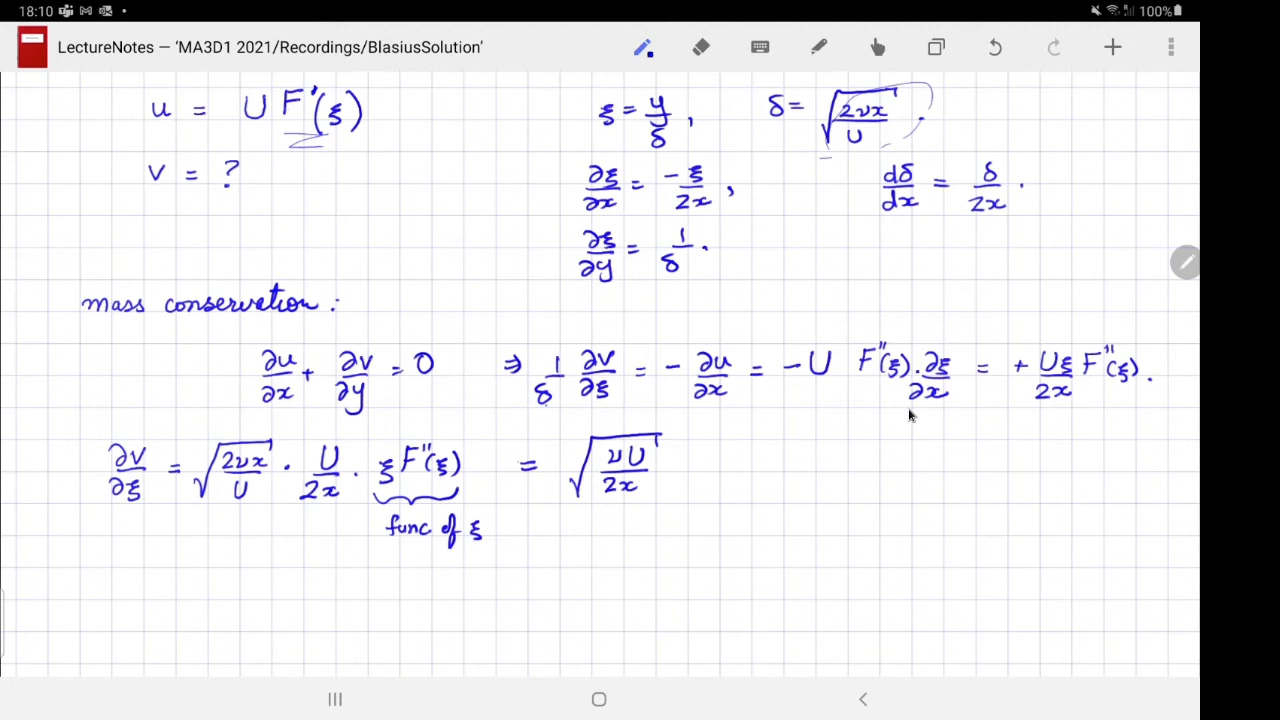 18:10 100%
LectureNotes — ‘MA3D1 2021/Recordings/BlasiusSolution’
u = U F'(ξ) ξ = y/δ , δ = √(2νx/U) .
v = ? ∂ξ/∂x = -ξ/2x , dδ/dx = δ/2x .
∂ξ/∂y = 1/δ .
mass conservation :
∂u/∂x + ∂v/∂y = 0 ⇒ 1/δ ∂v/∂ξ = - ∂u/∂x = - U F''(ξ) . ∂ξ/∂x = + Uξ/2x F''(ξ) .
∂v/∂ξ = √(2νx/U) · U/2x . ξF''(ξ) = √(νU/2x)
func of ξ